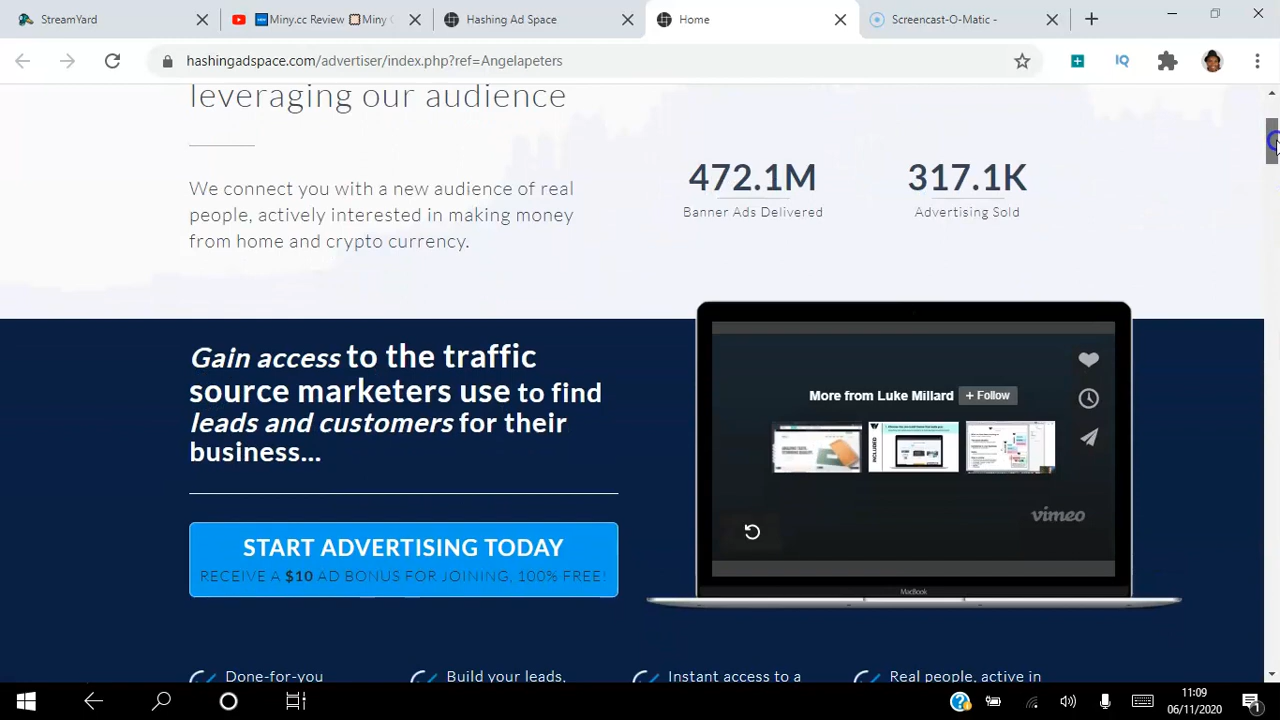 StreamYard
Miny.cc Review
Miny
Hashing Ad Space
Home
Screencast-O-Matic -
hashingadspace.com/advertiser/index.php?ref=Angelapeters
IQ
leveraging our audience
We connect you with a new audience of real
people, actively interested in making money
from home and crypto currency.
472.1M
Banner Ads Delivered
317.1K
Advertising Sold
Gain access to the traffic
source marketers use to find
leads and customers for their
business...
START ADVERTISING TODAY
RECEIVE A $10 AD BONUS FOR JOINING, 100% FREE!
More from Luke Millard + Follow
INCLUDED
vimeo
MacBook
Done-for-you
Build your leads,
Instant access to a
Real people, active in
11:09
06/11/2020
1